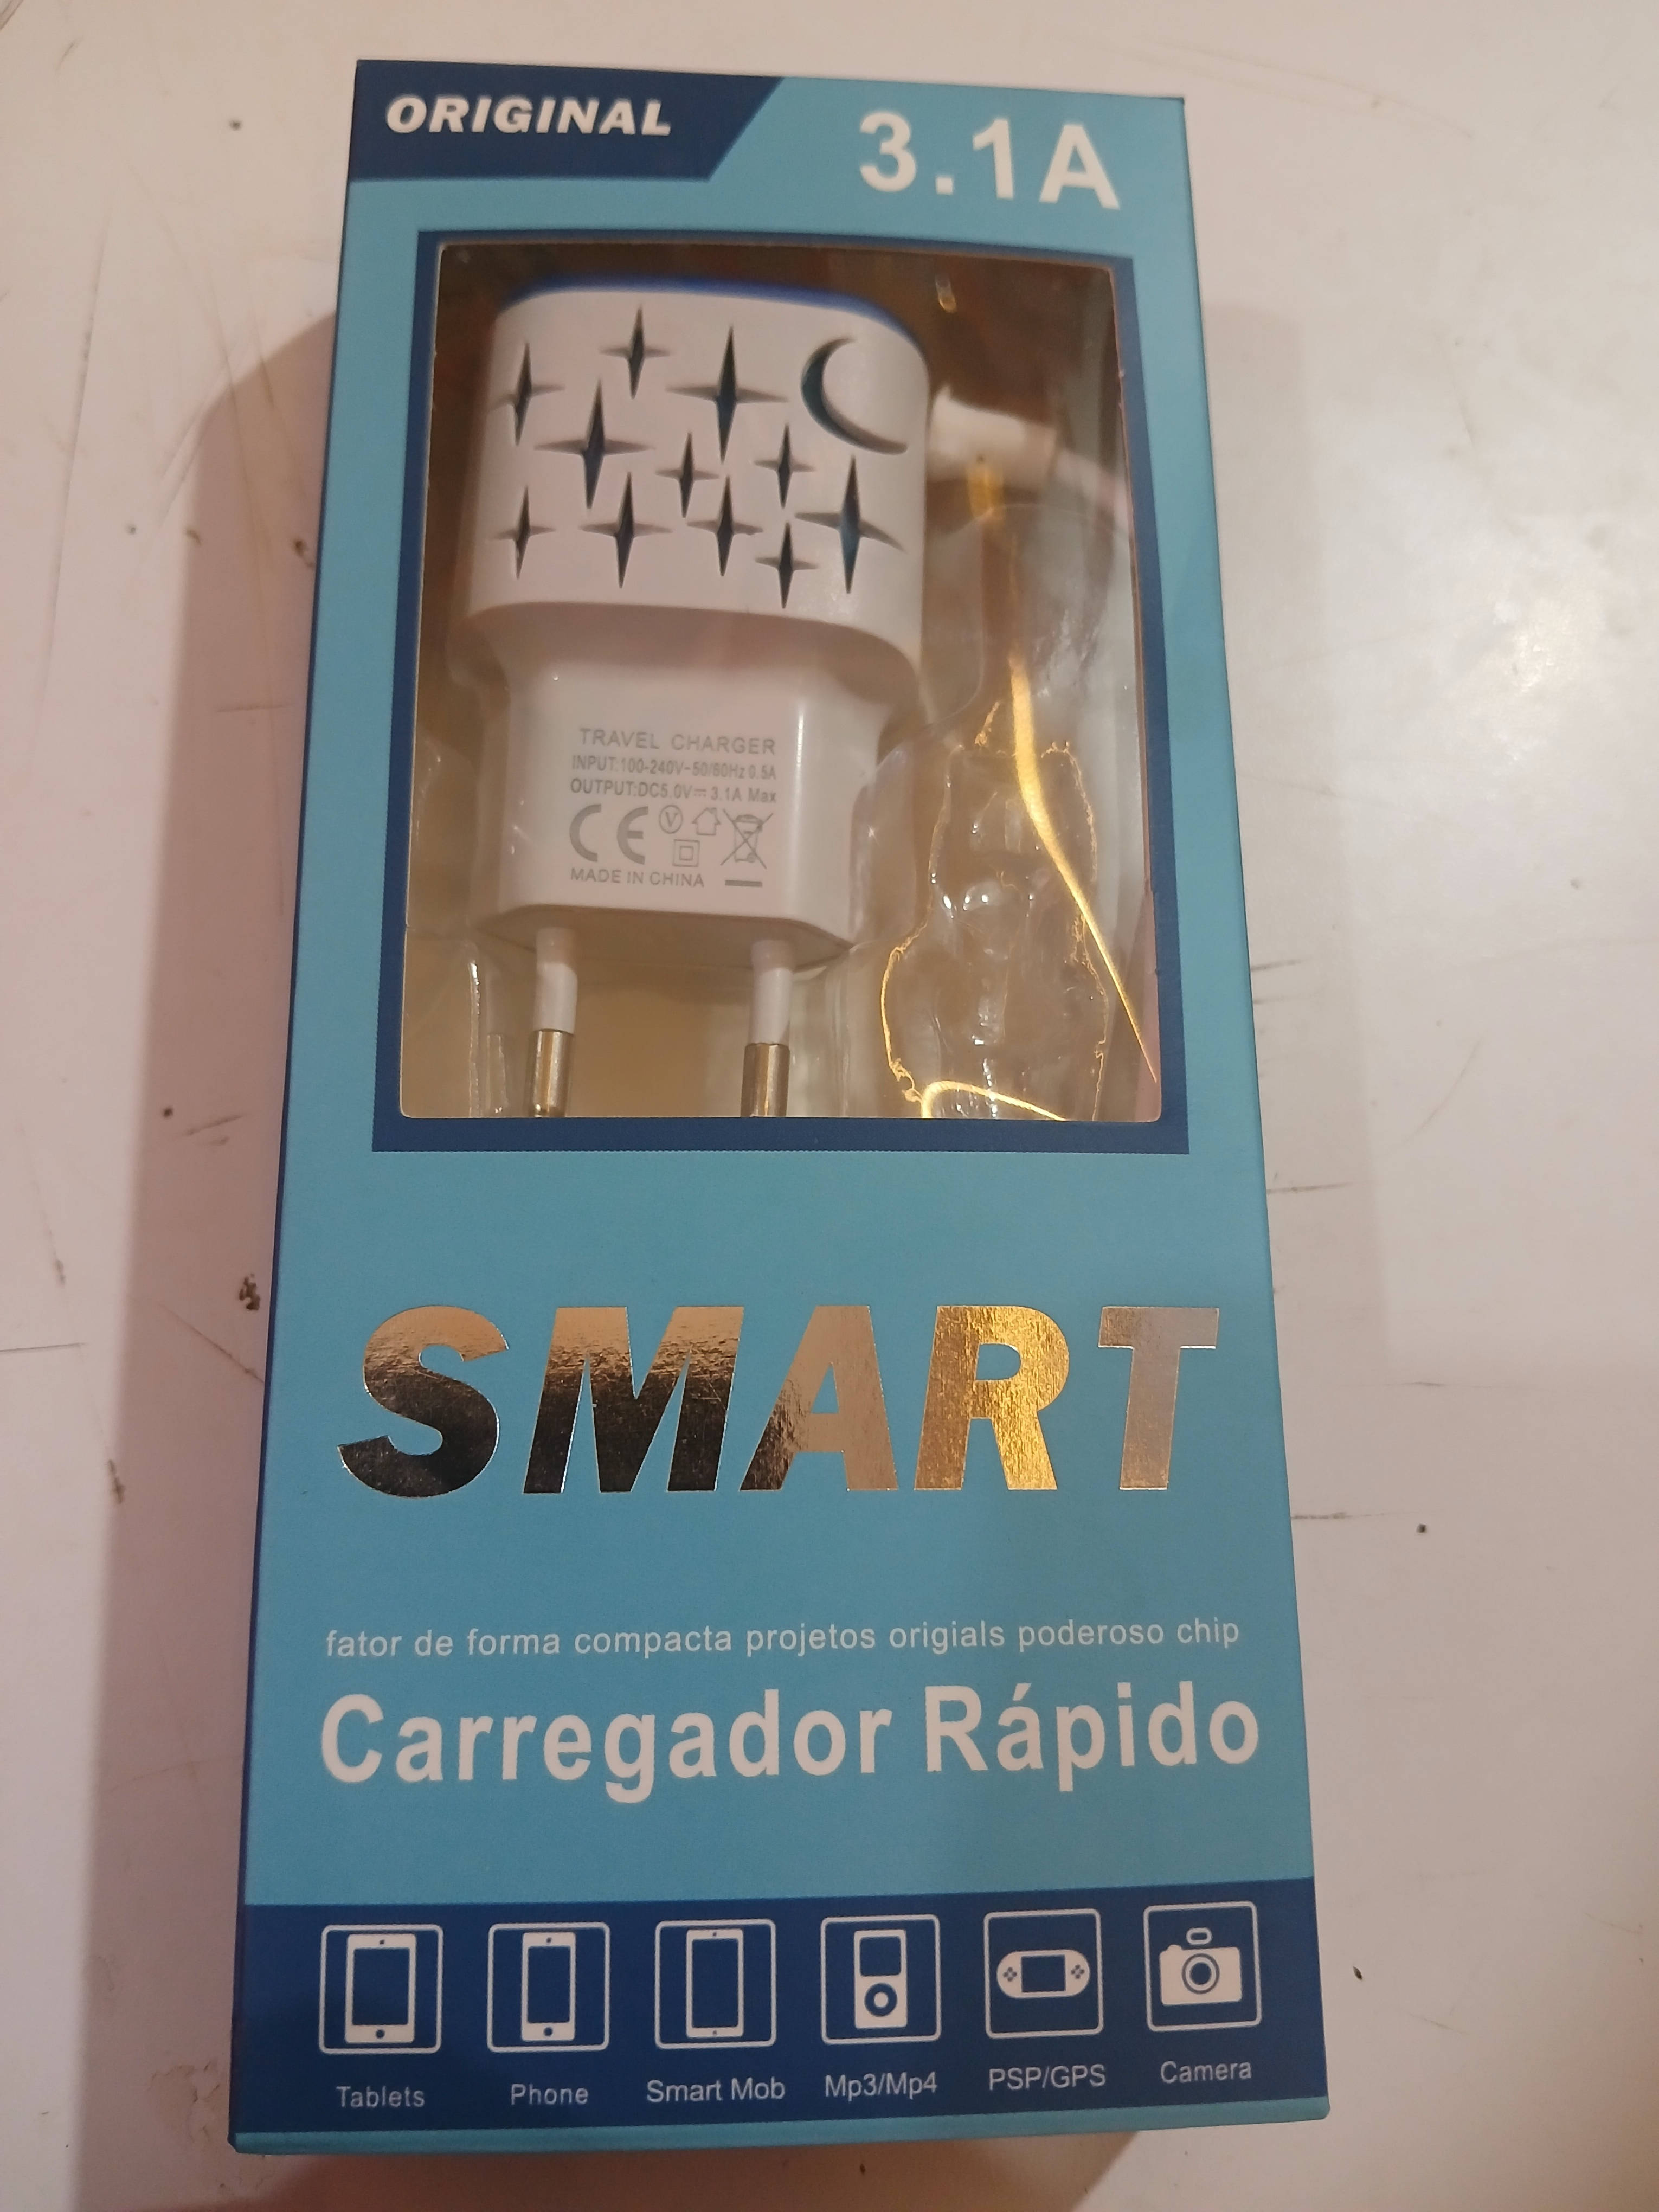 ORIGINAL
3.1A
TRAVEL CHARGER
INPUT:100-240V~50/60Hz 0.5A
OUTPUT:DC5.0V⎓3.1A Max
CE V
MADE IN CHINA
SMART
fator de forma compacta projetos origials poderoso chip
Carregador Rápido
Tablets Phone Smart Mob Mp3/Mp4 PSP/GPS Camera